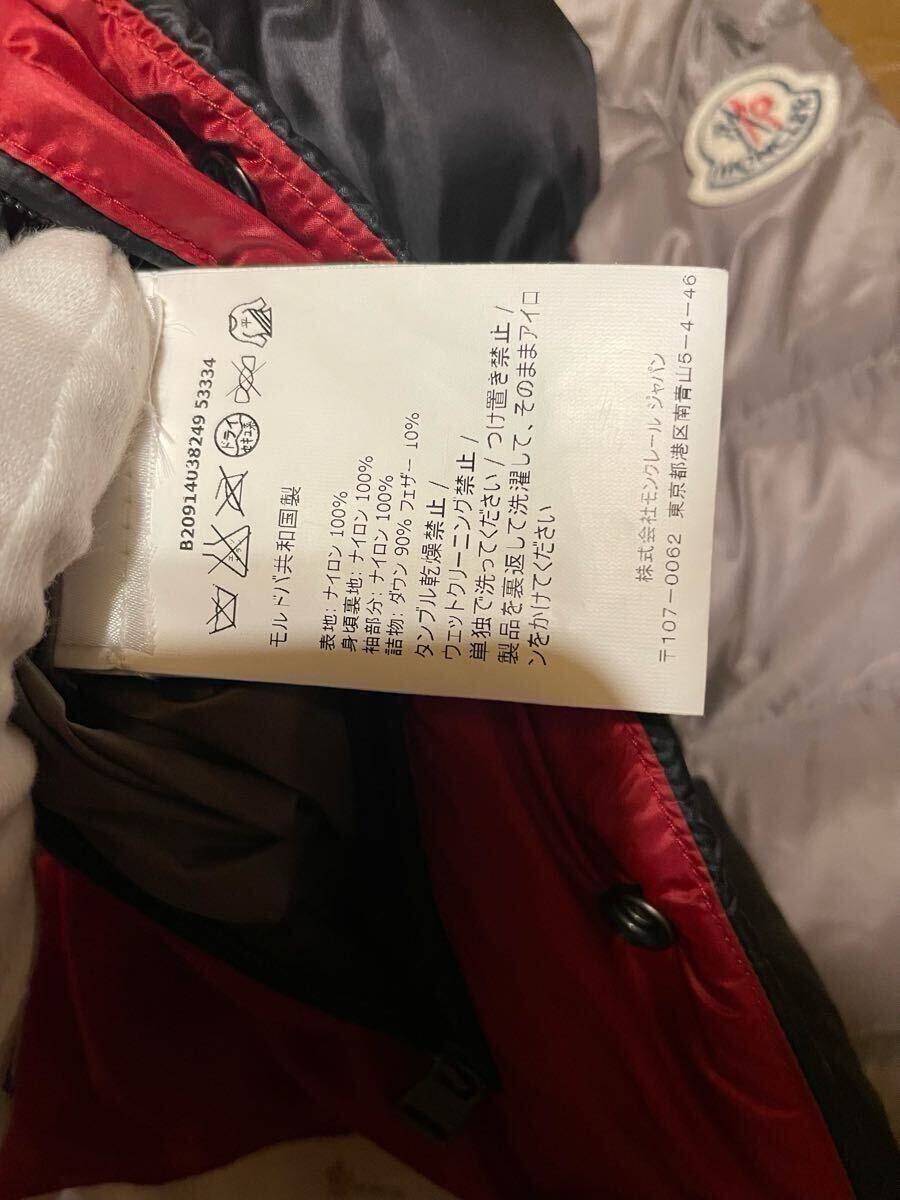 B20914038249 53334
ドライ
セキユ系
平
モルドバ共和国製
表地: ナイロン 100%
身頃裏地: ナイロン 100%
袖部分: ナイロン 100%
詰物: ダウン 90% フェザー 10%
タンブル乾燥禁止 /
ウェットクリーニング禁止 /
単独で洗ってください / つけ置き禁止 /
製品を裏返して洗濯して、そのままアイロ
ンをかけてください
株式会社モンクレール ジャパン
〒107-0062 東京都港区南青山5-4-46
MONCLER